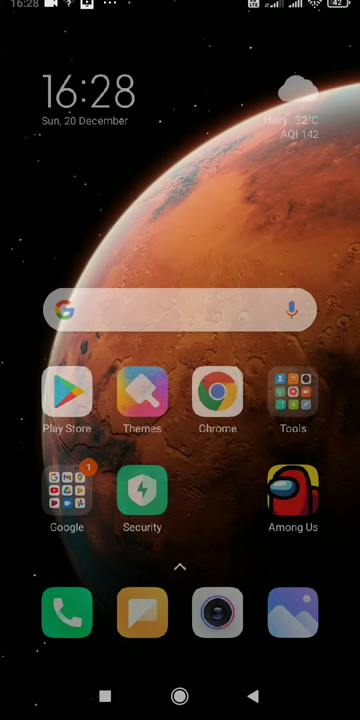 16:28
42
16:28
Sun, 20 December
Hazy 32°C
AQI 142
Play Store
Themes
Chrome
Tools
1
Google
Security
Among Us